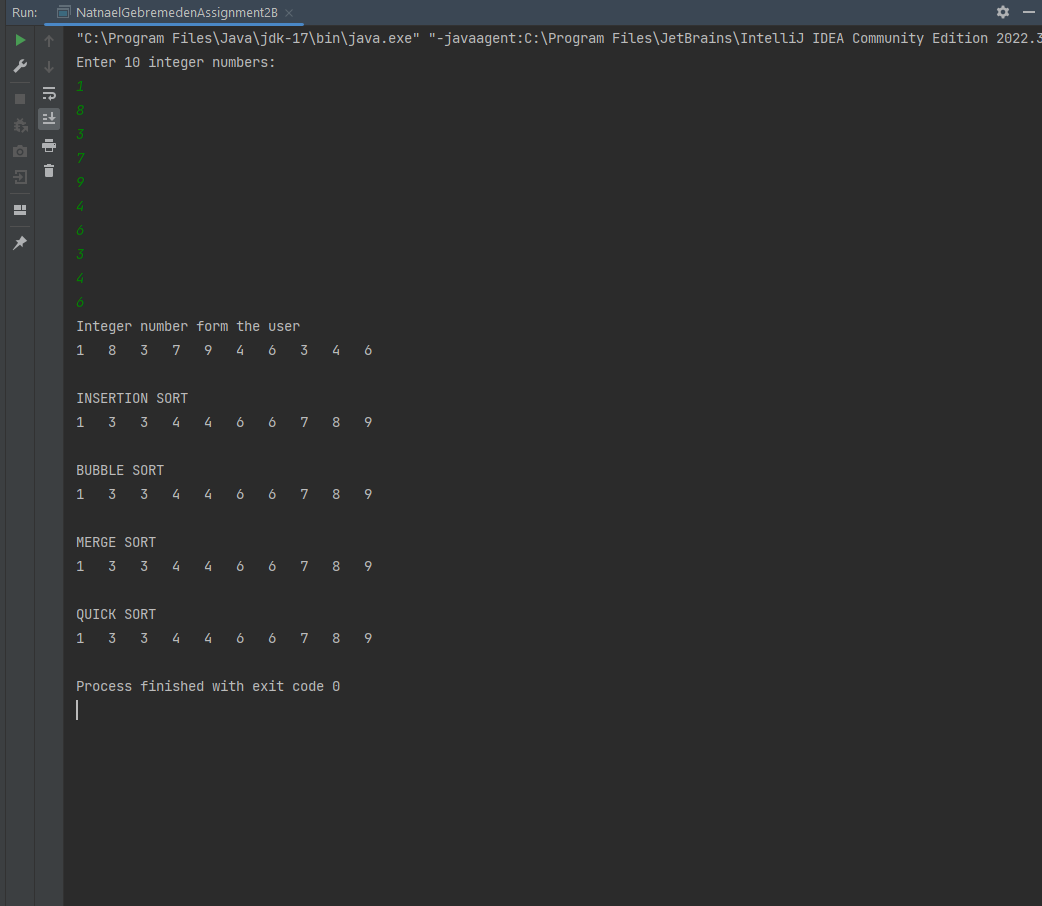 Run: NatnaelGebremedenAssignment2B
"C:\Program Files\Java\jdk-17\bin\java.exe" "-javaagent:C:\Program Files\JetBrains\IntelliJ IDEA Community Edition 2022.3
Enter 10 integer numbers:
1
8
3
7
9
4
6
3
4
6
Integer number form the user
1 8 3 7 9 4 6 3 4 6
INSERTION SORT
1 3 3 4 4 6 6 7 8 9
BUBBLE SORT
1 3 3 4 4 6 6 7 8 9
MERGE SORT
1 3 3 4 4 6 6 7 8 9
QUICK SORT
1 3 3 4 4 6 6 7 8 9
Process finished with exit code 0